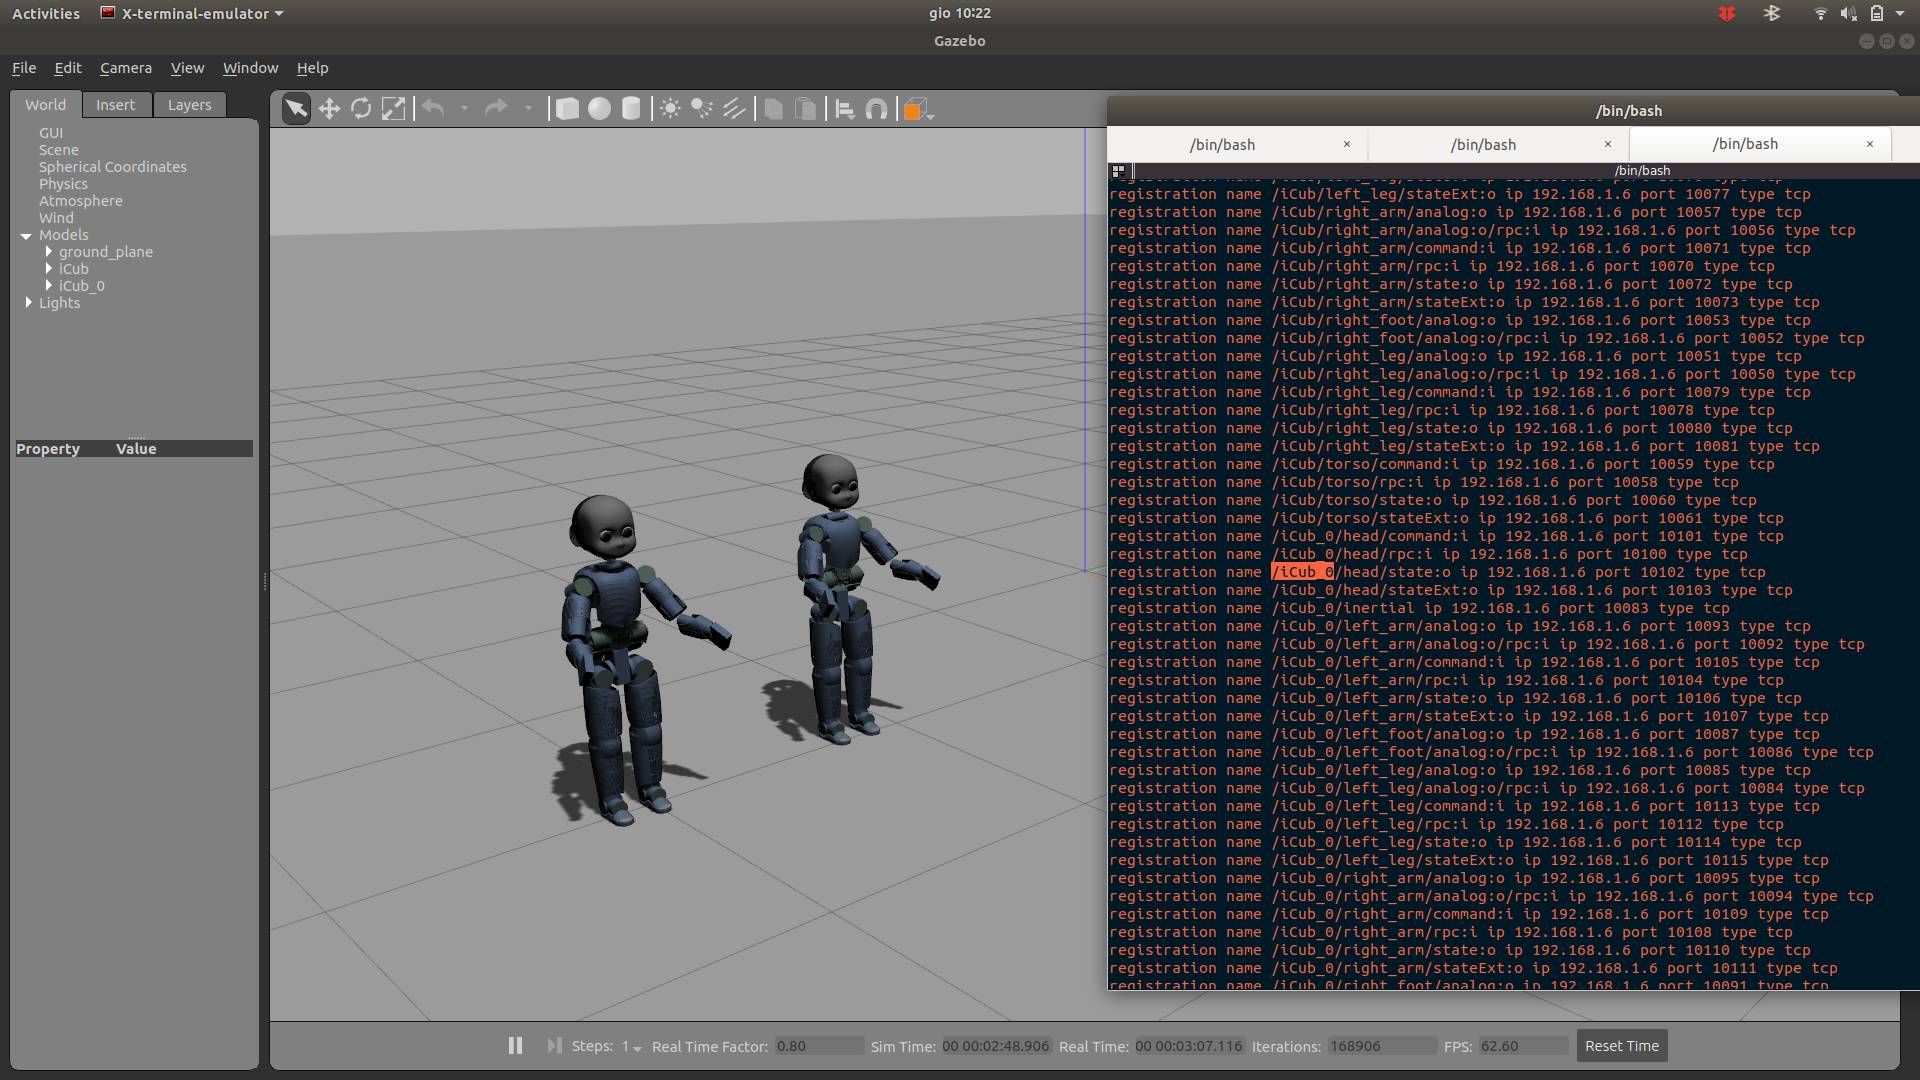 Activities X-terminal-emulator gio 10:22
Gazebo
File Edit Camera View Window Help
World Insert Layers
GUI
Scene
Spherical Coordinates
Physics
Atmosphere
Wind
Models
ground_plane
iCub
iCub_0
Lights
Property Value
/bin/bash
/bin/bash × /bin/bash × /bin/bash ×
/bin/bash
registration name /iCub/left_leg/stateExt:o ip 192.168.1.6 port 10077 type tcp
registration name /iCub/right_arm/analog:o ip 192.168.1.6 port 10057 type tcp
registration name /iCub/right_arm/analog:o/rpc:i ip 192.168.1.6 port 10056 type tcp
registration name /iCub/right_arm/command:i ip 192.168.1.6 port 10071 type tcp
registration name /iCub/right_arm/rpc:i ip 192.168.1.6 port 10070 type tcp
registration name /iCub/right_arm/state:o ip 192.168.1.6 port 10072 type tcp
registration name /iCub/right_arm/stateExt:o ip 192.168.1.6 port 10073 type tcp
registration name /iCub/right_foot/analog:o ip 192.168.1.6 port 10053 type tcp
registration name /iCub/right_foot/analog:o/rpc:i ip 192.168.1.6 port 10052 type tcp
registration name /iCub/right_leg/analog:o ip 192.168.1.6 port 10051 type tcp
registration name /iCub/right_leg/analog:o/rpc:i ip 192.168.1.6 port 10050 type tcp
registration name /iCub/right_leg/command:i ip 192.168.1.6 port 10079 type tcp
registration name /iCub/right_leg/rpc:i ip 192.168.1.6 port 10078 type tcp
registration name /iCub/right_leg/state:o ip 192.168.1.6 port 10080 type tcp
registration name /iCub/right_leg/stateExt:o ip 192.168.1.6 port 10081 type tcp
registration name /iCub/torso/command:i ip 192.168.1.6 port 10059 type tcp
registration name /iCub/torso/rpc:i ip 192.168.1.6 port 10058 type tcp
registration name /iCub/torso/state:o ip 192.168.1.6 port 10060 type tcp
registration name /iCub/torso/stateExt:o ip 192.168.1.6 port 10061 type tcp
registration name /iCub_0/head/command:i ip 192.168.1.6 port 10101 type tcp
registration name /iCub_0/head/rpc:i ip 192.168.1.6 port 10100 type tcp
registration name /iCub_0/head/state:o ip 192.168.1.6 port 10102 type tcp
registration name /iCub_0/head/stateExt:o ip 192.168.1.6 port 10103 type tcp
registration name /iCub_0/inertial ip 192.168.1.6 port 10083 type tcp
registration name /iCub_0/left_arm/analog:o ip 192.168.1.6 port 10093 type tcp
registration name /iCub_0/left_arm/analog:o/rpc:i ip 192.168.1.6 port 10092 type tcp
registration name /iCub_0/left_arm/command:i ip 192.168.1.6 port 10105 type tcp
registration name /iCub_0/left_arm/rpc:i ip 192.168.1.6 port 10104 type tcp
registration name /iCub_0/left_arm/state:o ip 192.168.1.6 port 10106 type tcp
registration name /iCub_0/left_arm/stateExt:o ip 192.168.1.6 port 10107 type tcp
registration name /iCub_0/left_foot/analog:o ip 192.168.1.6 port 10087 type tcp
registration name /iCub_0/left_foot/analog:o/rpc:i ip 192.168.1.6 port 10086 type tcp
registration name /iCub_0/left_leg/analog:o ip 192.168.1.6 port 10085 type tcp
registration name /iCub_0/left_leg/analog:o/rpc:i ip 192.168.1.6 port 10084 type tcp
registration name /iCub_0/left_leg/command:i ip 192.168.1.6 port 10113 type tcp
registration name /iCub_0/left_leg/rpc:i ip 192.168.1.6 port 10112 type tcp
registration name /iCub_0/left_leg/state:o ip 192.168.1.6 port 10114 type tcp
registration name /iCub_0/left_leg/stateExt:o ip 192.168.1.6 port 10115 type tcp
registration name /iCub_0/right_arm/analog:o ip 192.168.1.6 port 10095 type tcp
registration name /iCub_0/right_arm/analog:o/rpc:i ip 192.168.1.6 port 10094 type tcp
registration name /iCub_0/right_arm/command:i ip 192.168.1.6 port 10109 type tcp
registration name /iCub_0/right_arm/rpc:i ip 192.168.1.6 port 10108 type tcp
registration name /iCub_0/right_arm/state:o ip 192.168.1.6 port 10110 type tcp
registration name /iCub_0/right_arm/stateExt:o ip 192.168.1.6 port 10111 type tcp
registration name /iCub_0/right_foot/analog:o ip 192.168.1.6 port 10091 type tcp
Steps: 1 Real Time Factor: 0.80 Sim Time: 00 00:02:48.906 Real Time: 00 00:03:07.116 Iterations: 168906 FPS: 62.60 Reset Time